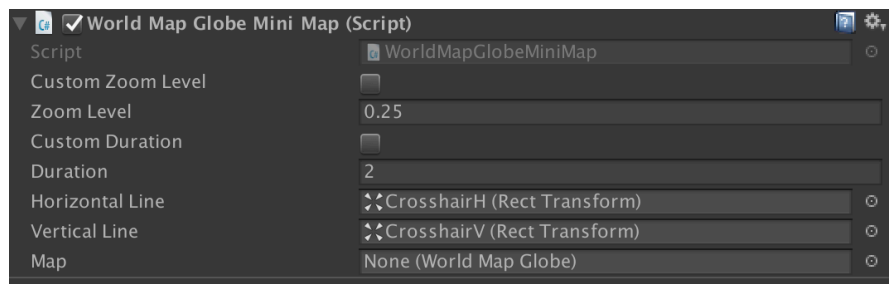 World Map Globe Mini Map (Script)
Script WorldMapGlobeMiniMap
Custom Zoom Level
Zoom Level 0.25
Custom Duration
Duration 2
Horizontal Line CrosshairH (Rect Transform)
Vertical Line CrosshairV (Rect Transform)
Map None (World Map Globe)